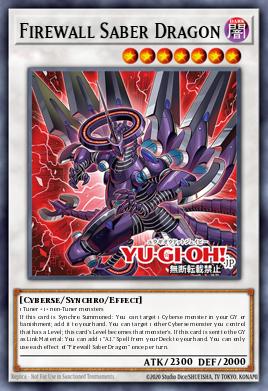 FIREWALL SABER DRAGON
DARK
闇
YU-GI-OH!
.jp
無断転載禁止
[CYBERSE/SYNCHRO/EFFECT]
1 Tuner + 1+ non-Tuner monsters
If this card is Synchro Summoned: You can target 1 Cyberse monster in your GY or
banishment; add it to your hand. You can target 1 other Cyberse monster you control
that has a Level; this card's Level becomes that monster's. If this card is sent to the GY
as Link Material: You can add 1 "A.I." Spell from your Deck to your hand. You can only
use each effect of "Firewall Saber Dragon" once per turn.
ATK/2300 DEF/2000
Replica - Not For Use in Sanctioned Tournaments
©2020 Studio Dice/SHUEISHA, TV TOKYO, KONAMI